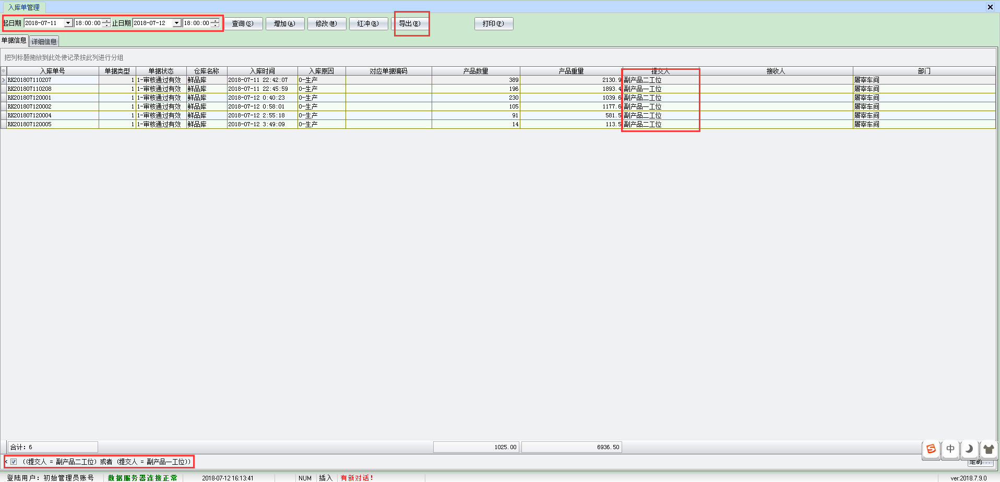 入库单管理
起日期 2018-07-11 18:00:00 止日期 2018-07-12 18:00:00 查询(S) 增加(A) 修改(M) 红冲(R) 导出(E) 打印(P)
单据信息 详细信息
把列标题拖放到此处使记录按此列进行分组
入库单号 单据类型 单据状态 仓库名称 入库时间 入库原因 对应单据编码 产品数量 产品重量 提交人 接收人 部门
RK201807110207 1 1-审核通过有效 鲜品库 2018-07-11 22:42:07 0-生产 389 2130.9 副产品二工位 屠宰车间
RK201807110208 1 1-审核通过有效 鲜品库 2018-07-11 22:45:59 0-生产 196 1893.4 副产品一工位 屠宰车间
RK201807120001 1 1-审核通过有效 鲜品库 2018-07-12 0:40:23 0-生产 230 1039.6 副产品二工位 屠宰车间
RK201807120002 1 1-审核通过有效 鲜品库 2018-07-12 0:58:01 0-生产 105 1177.6 副产品一工位 屠宰车间
RK201807120004 1 1-审核通过有效 鲜品库 2018-07-12 2:55:18 0-生产 91 581.5 副产品二工位 屠宰车间
RK201807120005 1 1-审核通过有效 鲜品库 2018-07-12 3:49:09 0-生产 14 113.5 副产品二工位 屠宰车间
合计：6 1025.00 6936.50
中
((提交人 = 副产品二工位) 或者 (提交人 = 副产品一工位)) 定制...
登陆用户：初始管理员账号 数据服务器连接正常 2018-07-12 16:13:41 NUM 插入 有新对话! ver:2018.7.9.0